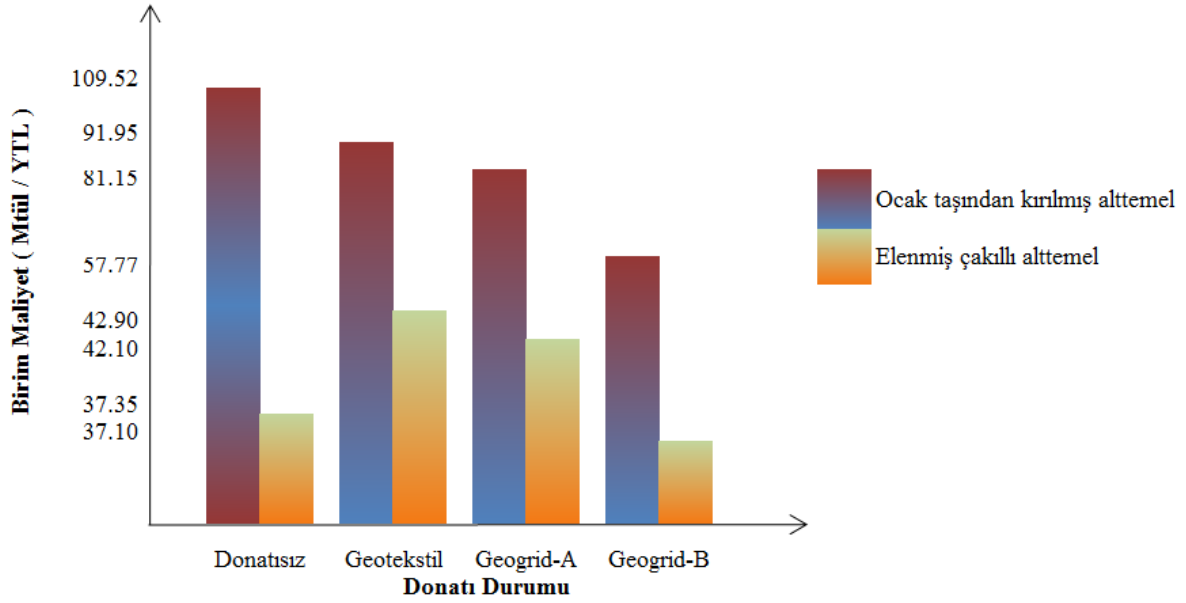 109.52
91.95
81.15
57.77
42.90
42.10
37.35
37.10
Birim Maliyet ( Mtül / YTL )
Ocak taşından kırılmış alttemel
Elenmiş çakıllı alttemel
Donatısız Geotekstil Geogrid-A Geogrid-B
Donatı Durumu